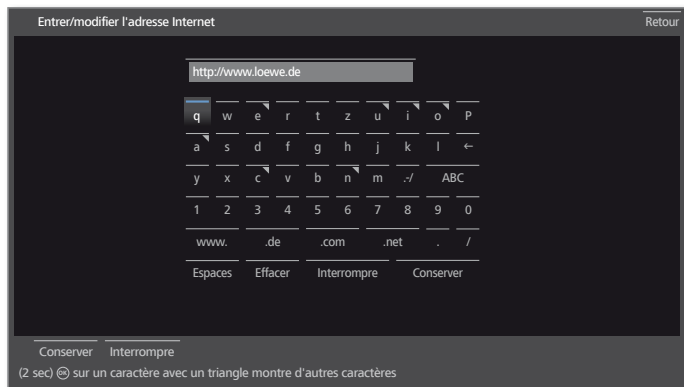 Entrer/modifier l'adresse Internet Retour
http://www.loewe.de
q w e r t z u i o P
a s d f g h j k l ←
y x c v b n m .-/ ABC
1 2 3 4 5 6 7 8 9 0
www. .de .com .net . /
Espaces Effacer Interrompre Conserver
Conserver Interrompre
(2 sec) OK sur un caractère avec un triangle montre d'autres caractères